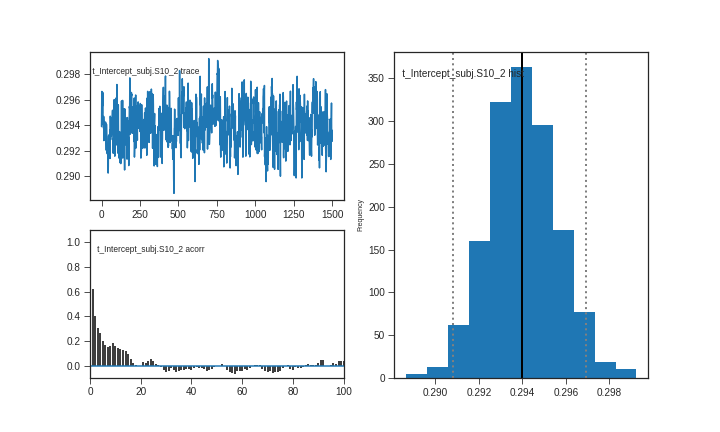 t_Intercept_subj.S10_2 trace
0.298
0.296
0.294
0.292
0.290
0 250 500 750 1000 1250 1500
t_Intercept_subj.S10_2 acorr
1.0
0.8
0.6
0.4
0.2
0.0
0 20 40 60 80 100
t_Intercept_subj.S10_2 hist
Frequency
350
300
250
200
150
100
50
0
0.290 0.292 0.294 0.296 0.298